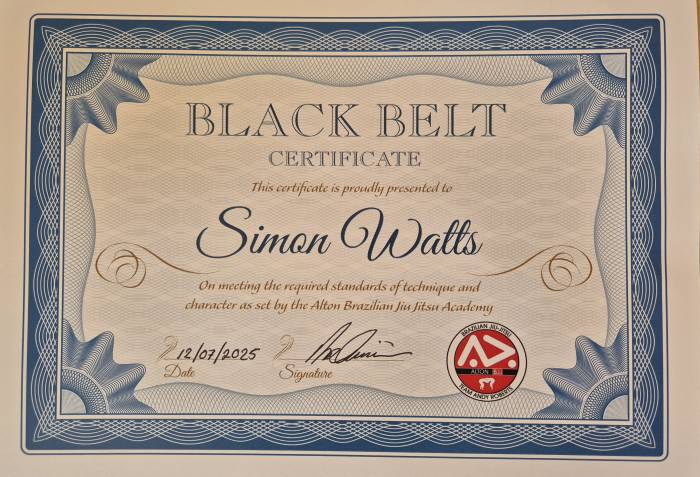 BLACK BELT
CERTIFICATE
This certificate is proudly presented to
Simon Watts
On meeting the required standards of technique and
character as set by the Alton Brazilian Jiu Jitsu Academy
12/07/2025
Date
Signature
BRAZILIAN JIU-JITSU
ALTON BJJ
TEAM ANDY ROBERTS